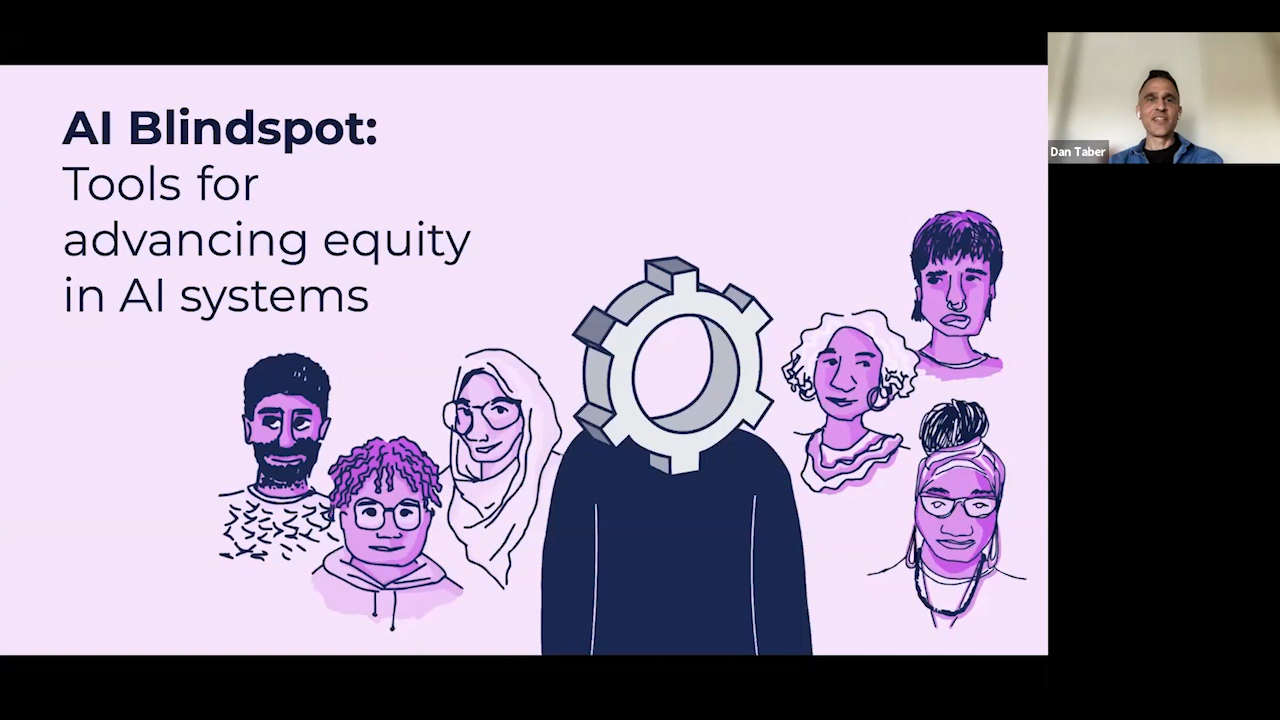 AI Blindspot:
Tools for
advancing equity
in AI systems
Dan Taber